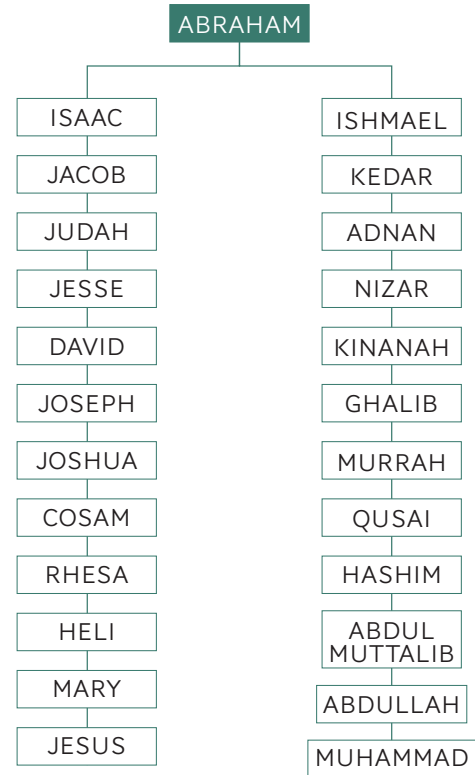 ABRAHAM
ISAAC
JACOB
JUDAH
JESSE
DAVID
JOSEPH
JOSHUA
COSAM
RHESA
HELI
MARY
JESUS
ISHMAEL
KEDAR
ADNAN
NIZAR
KINANAH
GHALIB
MURRAH
QUSAI
HASHIM
ABDUL
MUTTALIB
ABDULLAH
MUHAMMAD